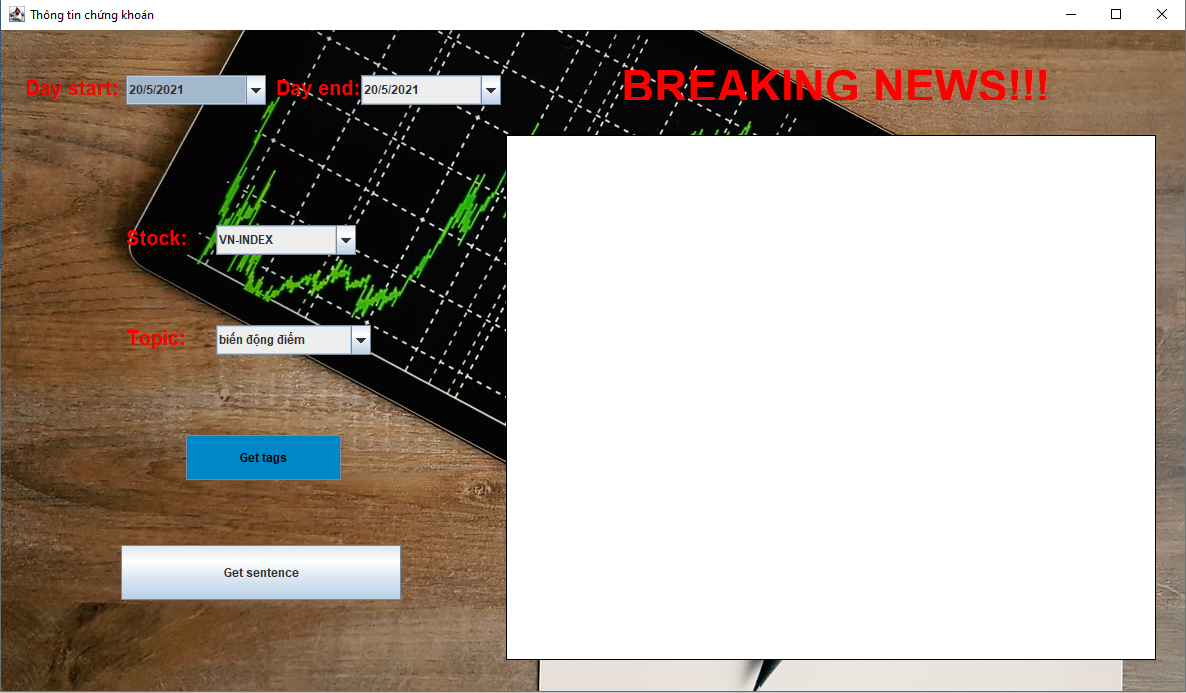 Thông tin chứng khoán
Day start: 20/5/2021 Day end: 20/5/2021
BREAKING NEWS!!!
Stock: VN-INDEX
Topic: biến động điểm
Get tags
Get sentence